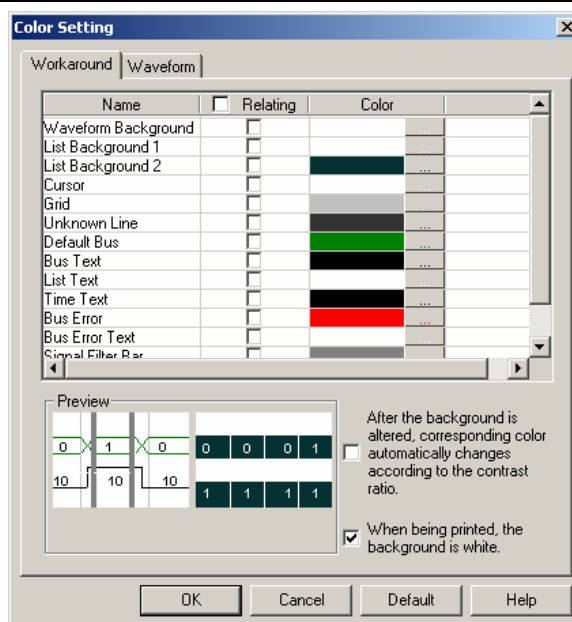 Color Setting
Workaround Waveform
Name Relating Color
Waveform Background ...
List Background 1 ...
List Background 2 ...
Cursor ...
Grid ...
Unknown Line ...
Default Bus ...
Bus Text ...
List Text ...
Time Text ...
Bus Error ...
Bus Error Text ...
Signal Filter Bar
Preview
0 1 0 0 0 0 1
10 10 10 1 1 1 1
After the background is
altered, corresponding color
automatically changes
according to the contrast
ratio.
When being printed, the
background is white.
OK Cancel Default Help